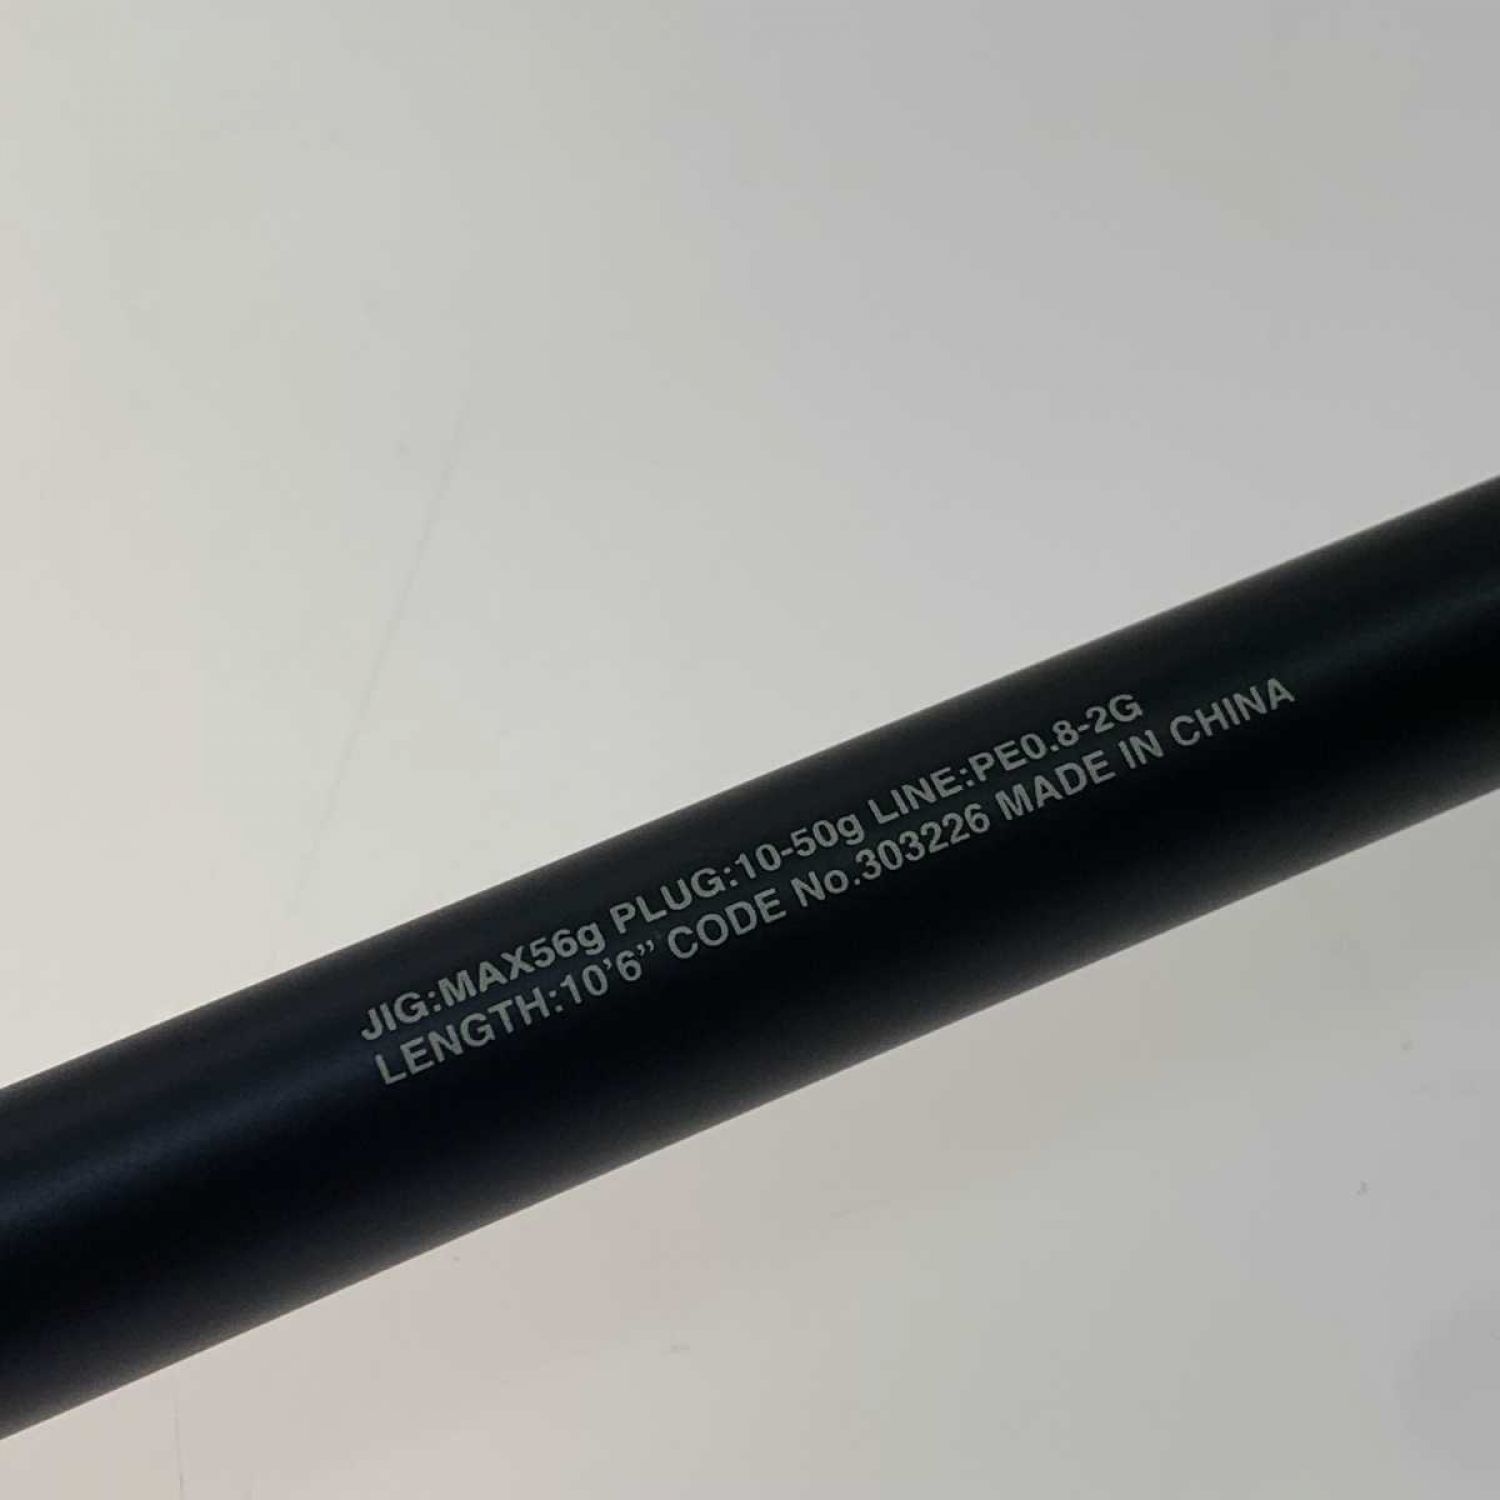 JIG:MAX56g PLUG:10-50g LINE:PE0.8-2G
LENGTH:10’6” CODE No.303226 MADE IN CHINA